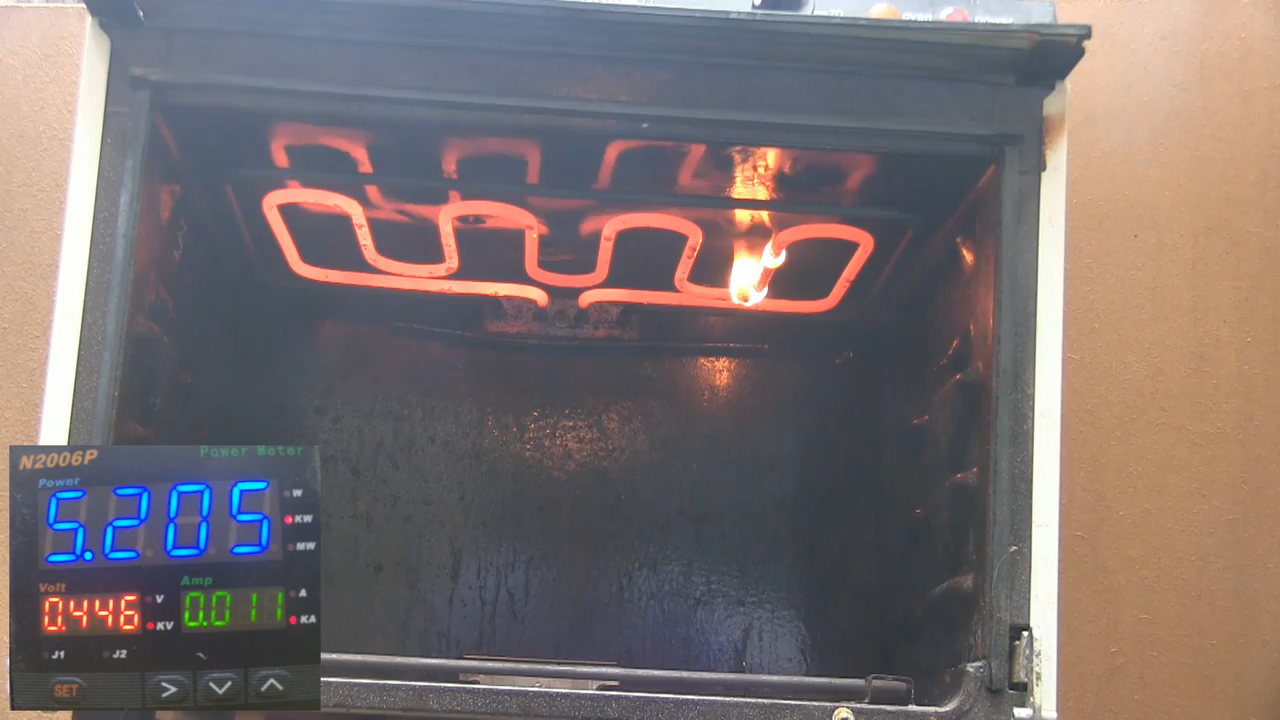 70 oven power
N2006P Power Meter
Power
5.205
W
KW
MW
Volt Amp
0.446 V KV 0.011 A KA
J1 J2
SET > ∨ ∧